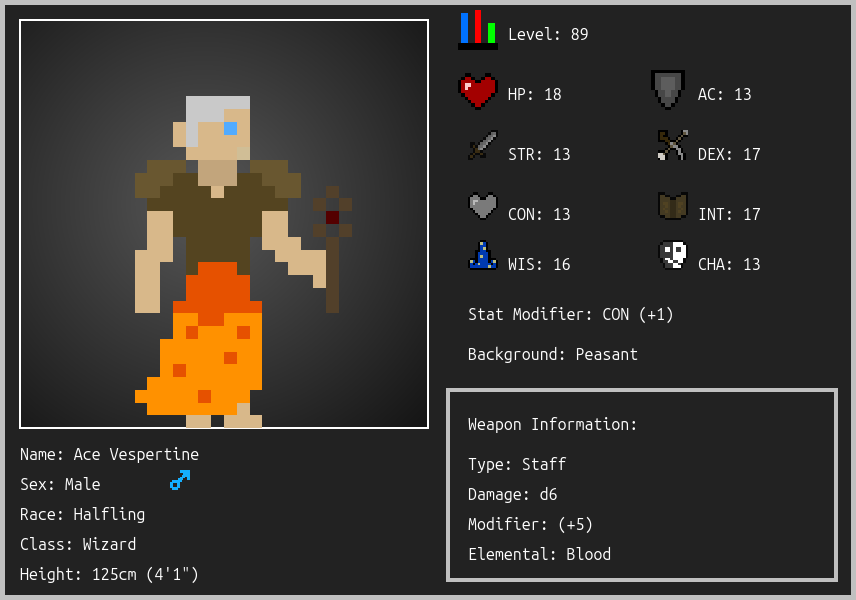 Level: 89
HP: 18
AC: 13
STR: 13
DEX: 17
CON: 13
INT: 17
WIS: 16
CHA: 13
Stat Modifier: CON (+1)
Background: Peasant
Weapon Information:
Type: Staff
Damage: d6
Modifier: (+5)
Elemental: Blood
Name: Ace Vespertine
Sex: Male
Race: Halfling
Class: Wizard
Height: 125cm (4'1")